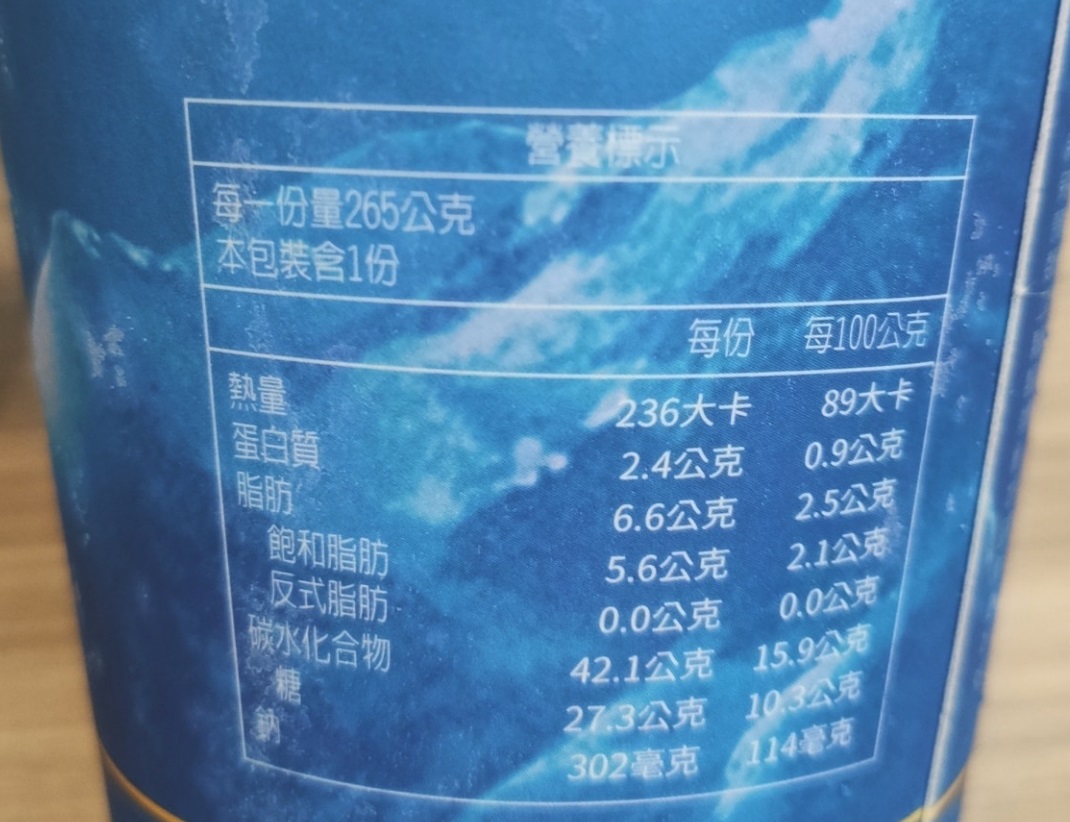 營養標示
每一份量265公克
本包裝含1份
每份 每100公克
熱量 236大卡 89大卡
蛋白質 2.4公克 0.9公克
脂肪 6.6公克 2.5公克
飽和脂肪 5.6公克 2.1公克
反式脂肪 0.0公克 0.0公克
碳水化合物 42.1公克 15.9公克
糖 27.3公克 10.3公克
鈉 302毫克 114毫克